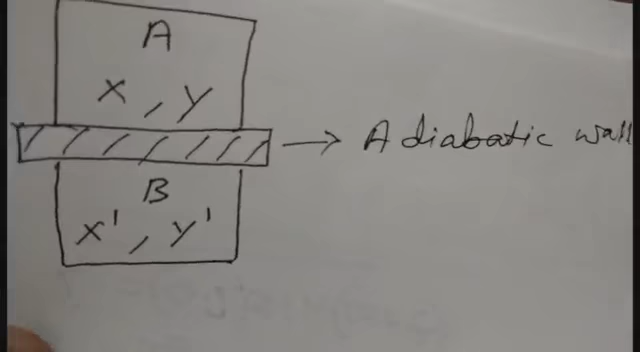 A
X , Y
Adiabatic wall
B
X' , Y'